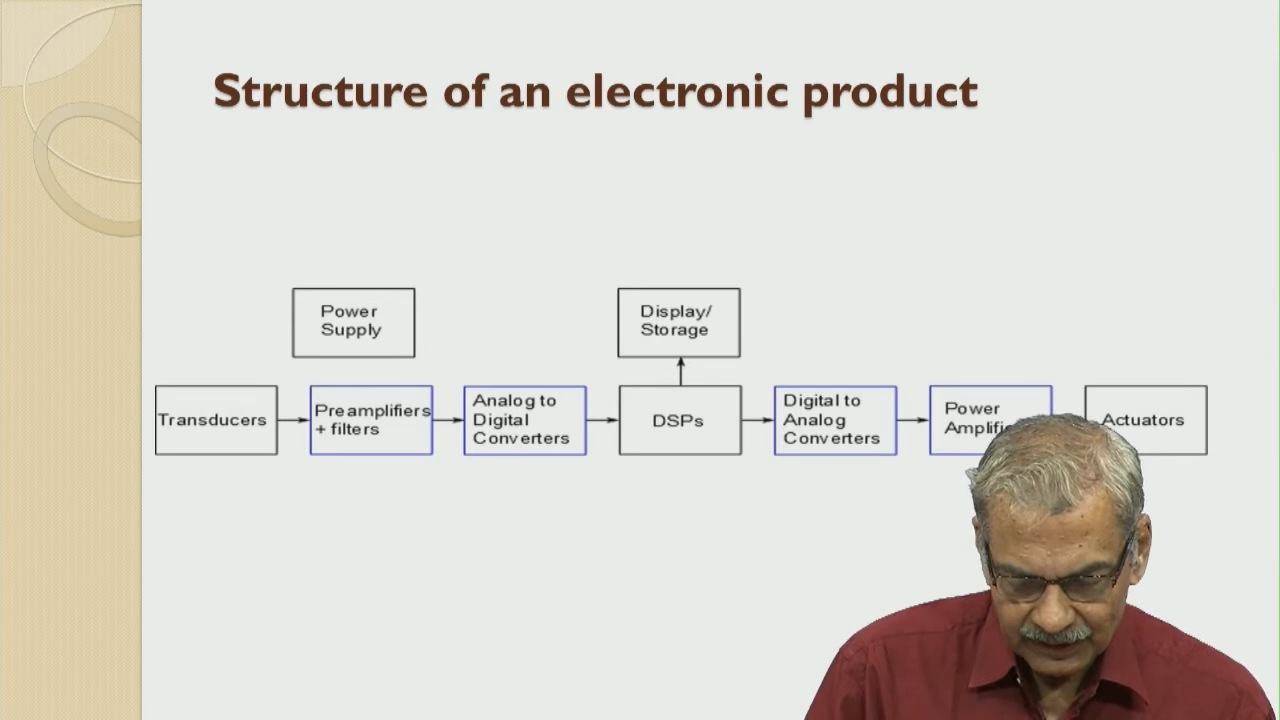 Structure of an electronic product
Power
Supply
Display/
Storage
Transducers
Preamplifiers
+ filters
Analog to
Digital
Converters
DSPs
Digital to
Analog
Converters
Power
Actuators